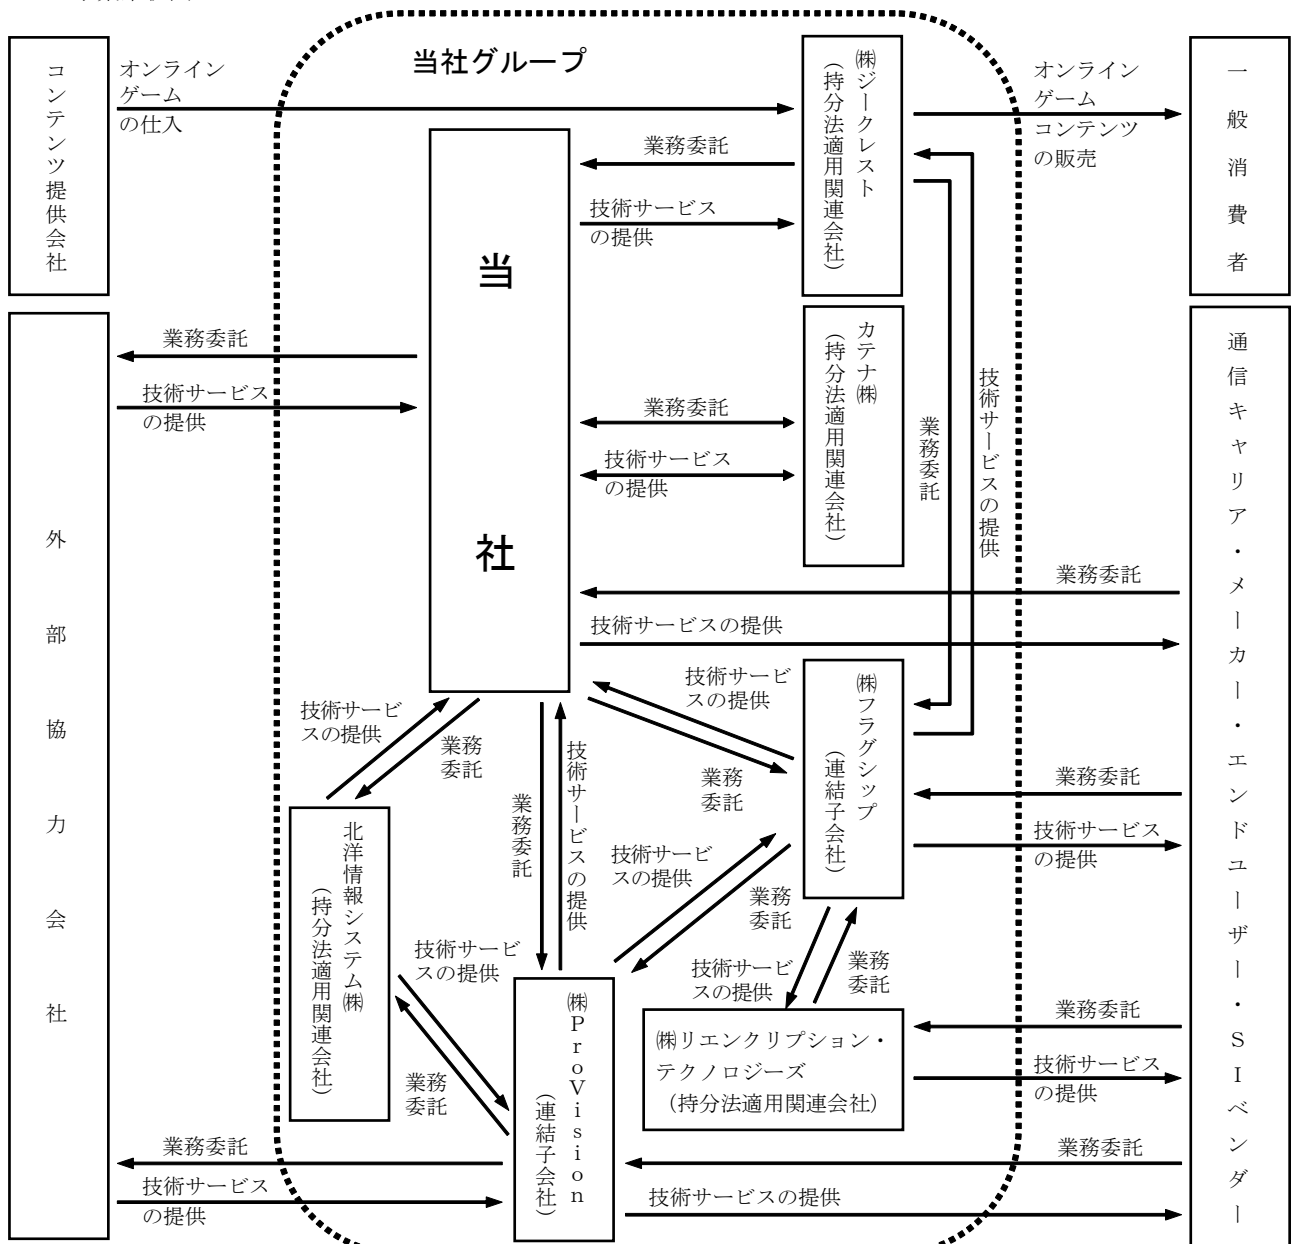 当社グループ
コンテンツ提供会社
オンライン
ゲーム
の仕入
㈱ジークレスト
（持分法適用関連会社）
オンライン
ゲーム
コンテンツ
の販売
一般消費者
業務委託
技術サービス
の提供
当社
外部協力会社
業務委託
技術サービス
の提供
カテナ㈱
（持分法適用関連会社）
業務委託
技術サービス
の提供
業務委託
技術サービスの提供
通信キャリア・メーカー・エンドユーザー・ＳＩベンダー
業務委託
技術サービスの提供
㈱フラグシップ
（連結子会社）
技術サービ
スの提供
業務
委託
業務委託
技術サービス
の提供
技術サービ
スの提供
業務
委託
業務委託
技術サービスの提供
北洋情報システム㈱
（持分法適用関連会社）
技術サービ
スの提供
業務
委託
技術サービ
スの提供
業務
委託
技術サービ
スの提供
業務
委託
㈱ＰｒｏＶｉｓｉｏｎ
（連結子会社）
㈱リエンクリプション・
テクノロジーズ
（持分法適用関連会社）
業務委託
技術サービス
の提供
業務委託
技術サービス
の提供
業務委託
技術サービスの提供